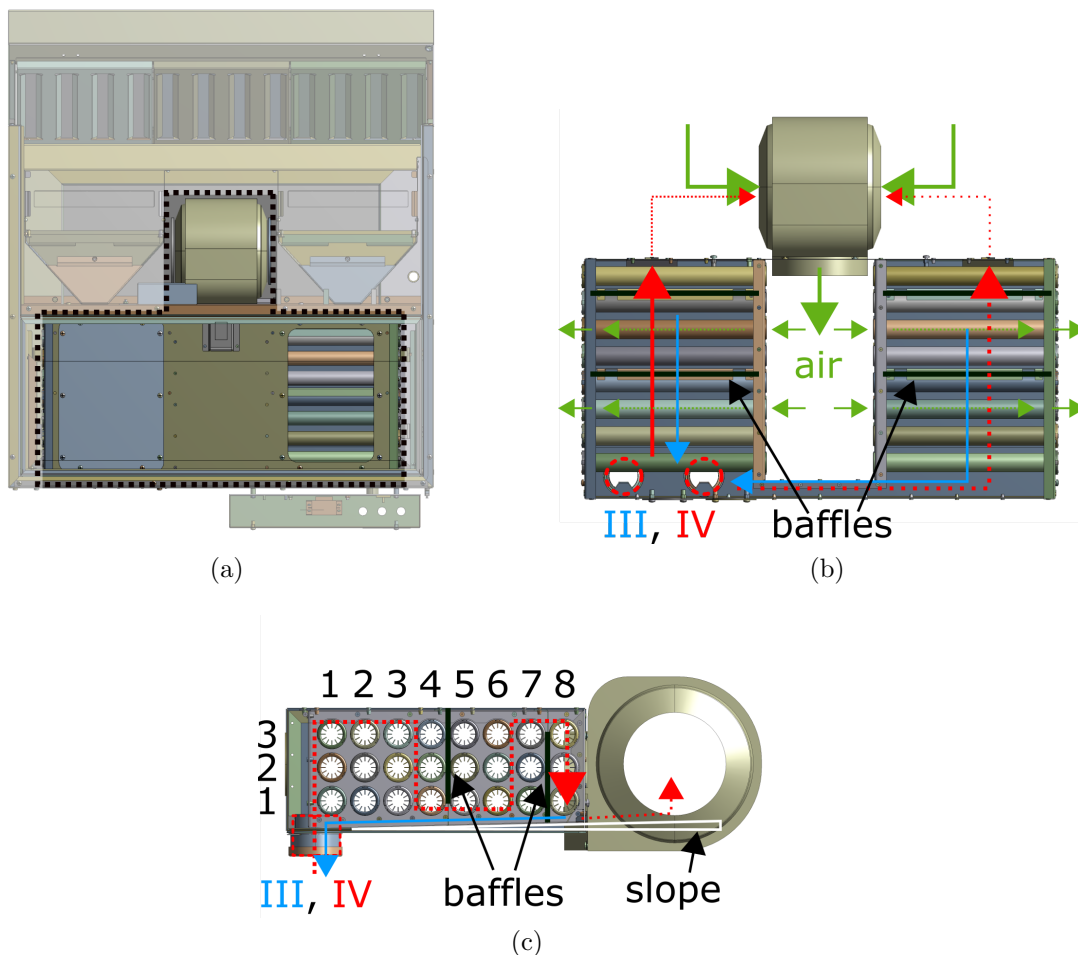 (a)
air
III, IV
baffles
(b)
1 2 3 4 5 6 7 8
3
2
1
III, IV
baffles
slope
(c)